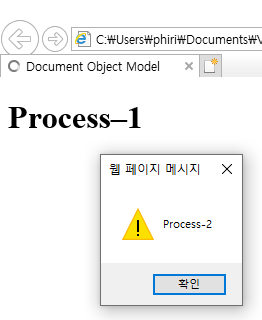 C:₩Users₩phiri₩Documents₩V
Document Object Model
Process–1
웹 페이지 메시지
Process-2
확인